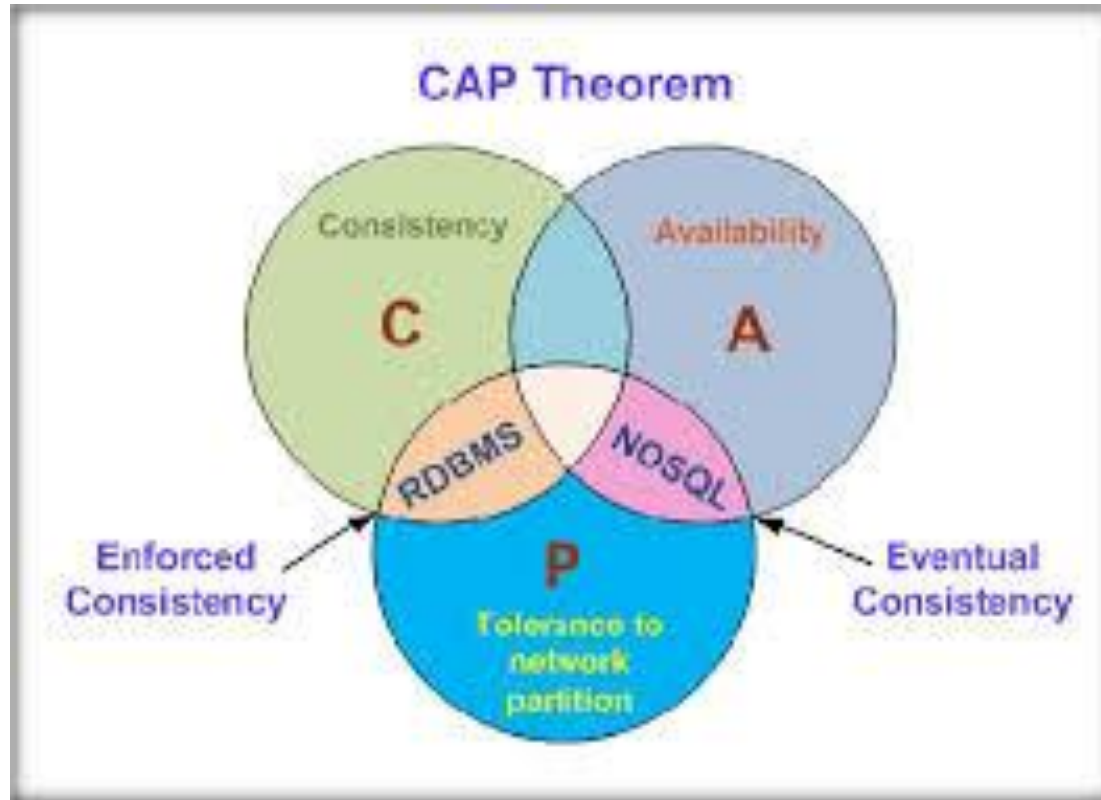 CAP Theorem
Consistency
Availability
C
A
RDBMS
NOSQL
Enforced
Consistency
P
Eventual
Consistency
Tolerance to
network
partition